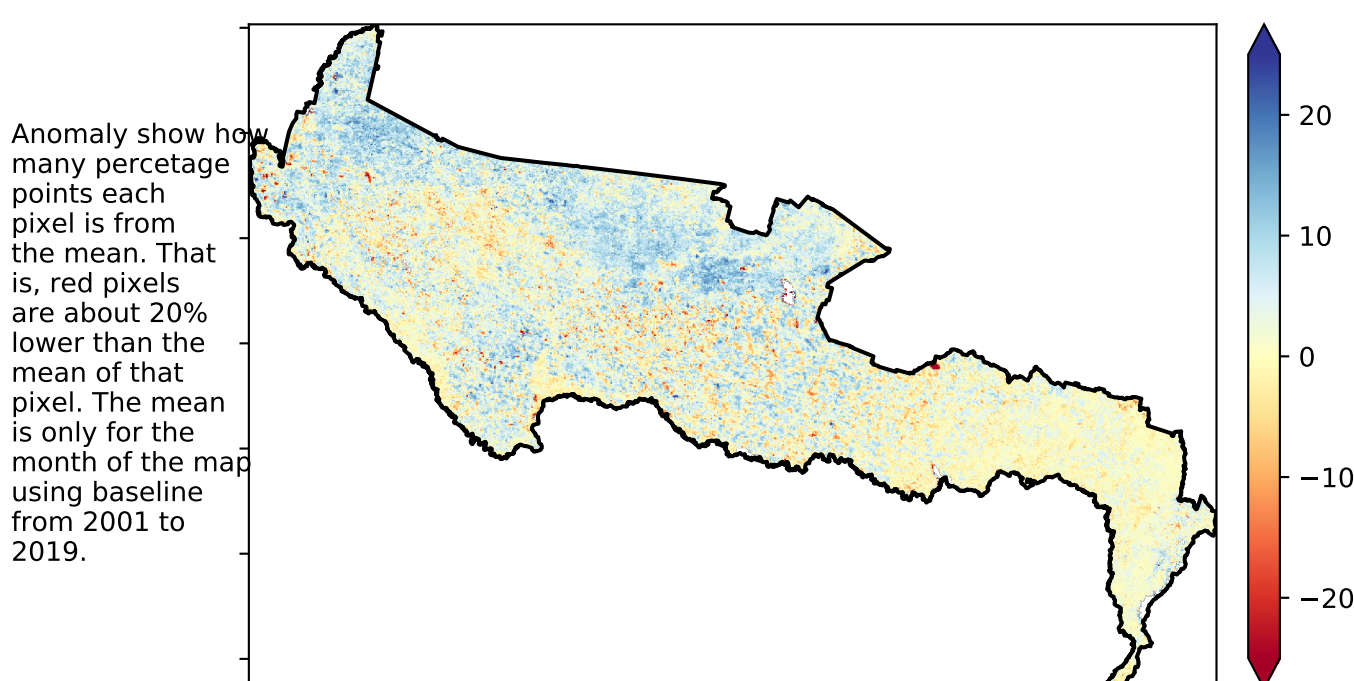 Anomaly show how
many percetage
points each
pixel is from
the mean. That
is, red pixels
are about 20%
lower than the
mean of that
pixel. The mean
is only for the
month of the map
using baseline
from 2001 to
2019.
20
10
0
−10
−20